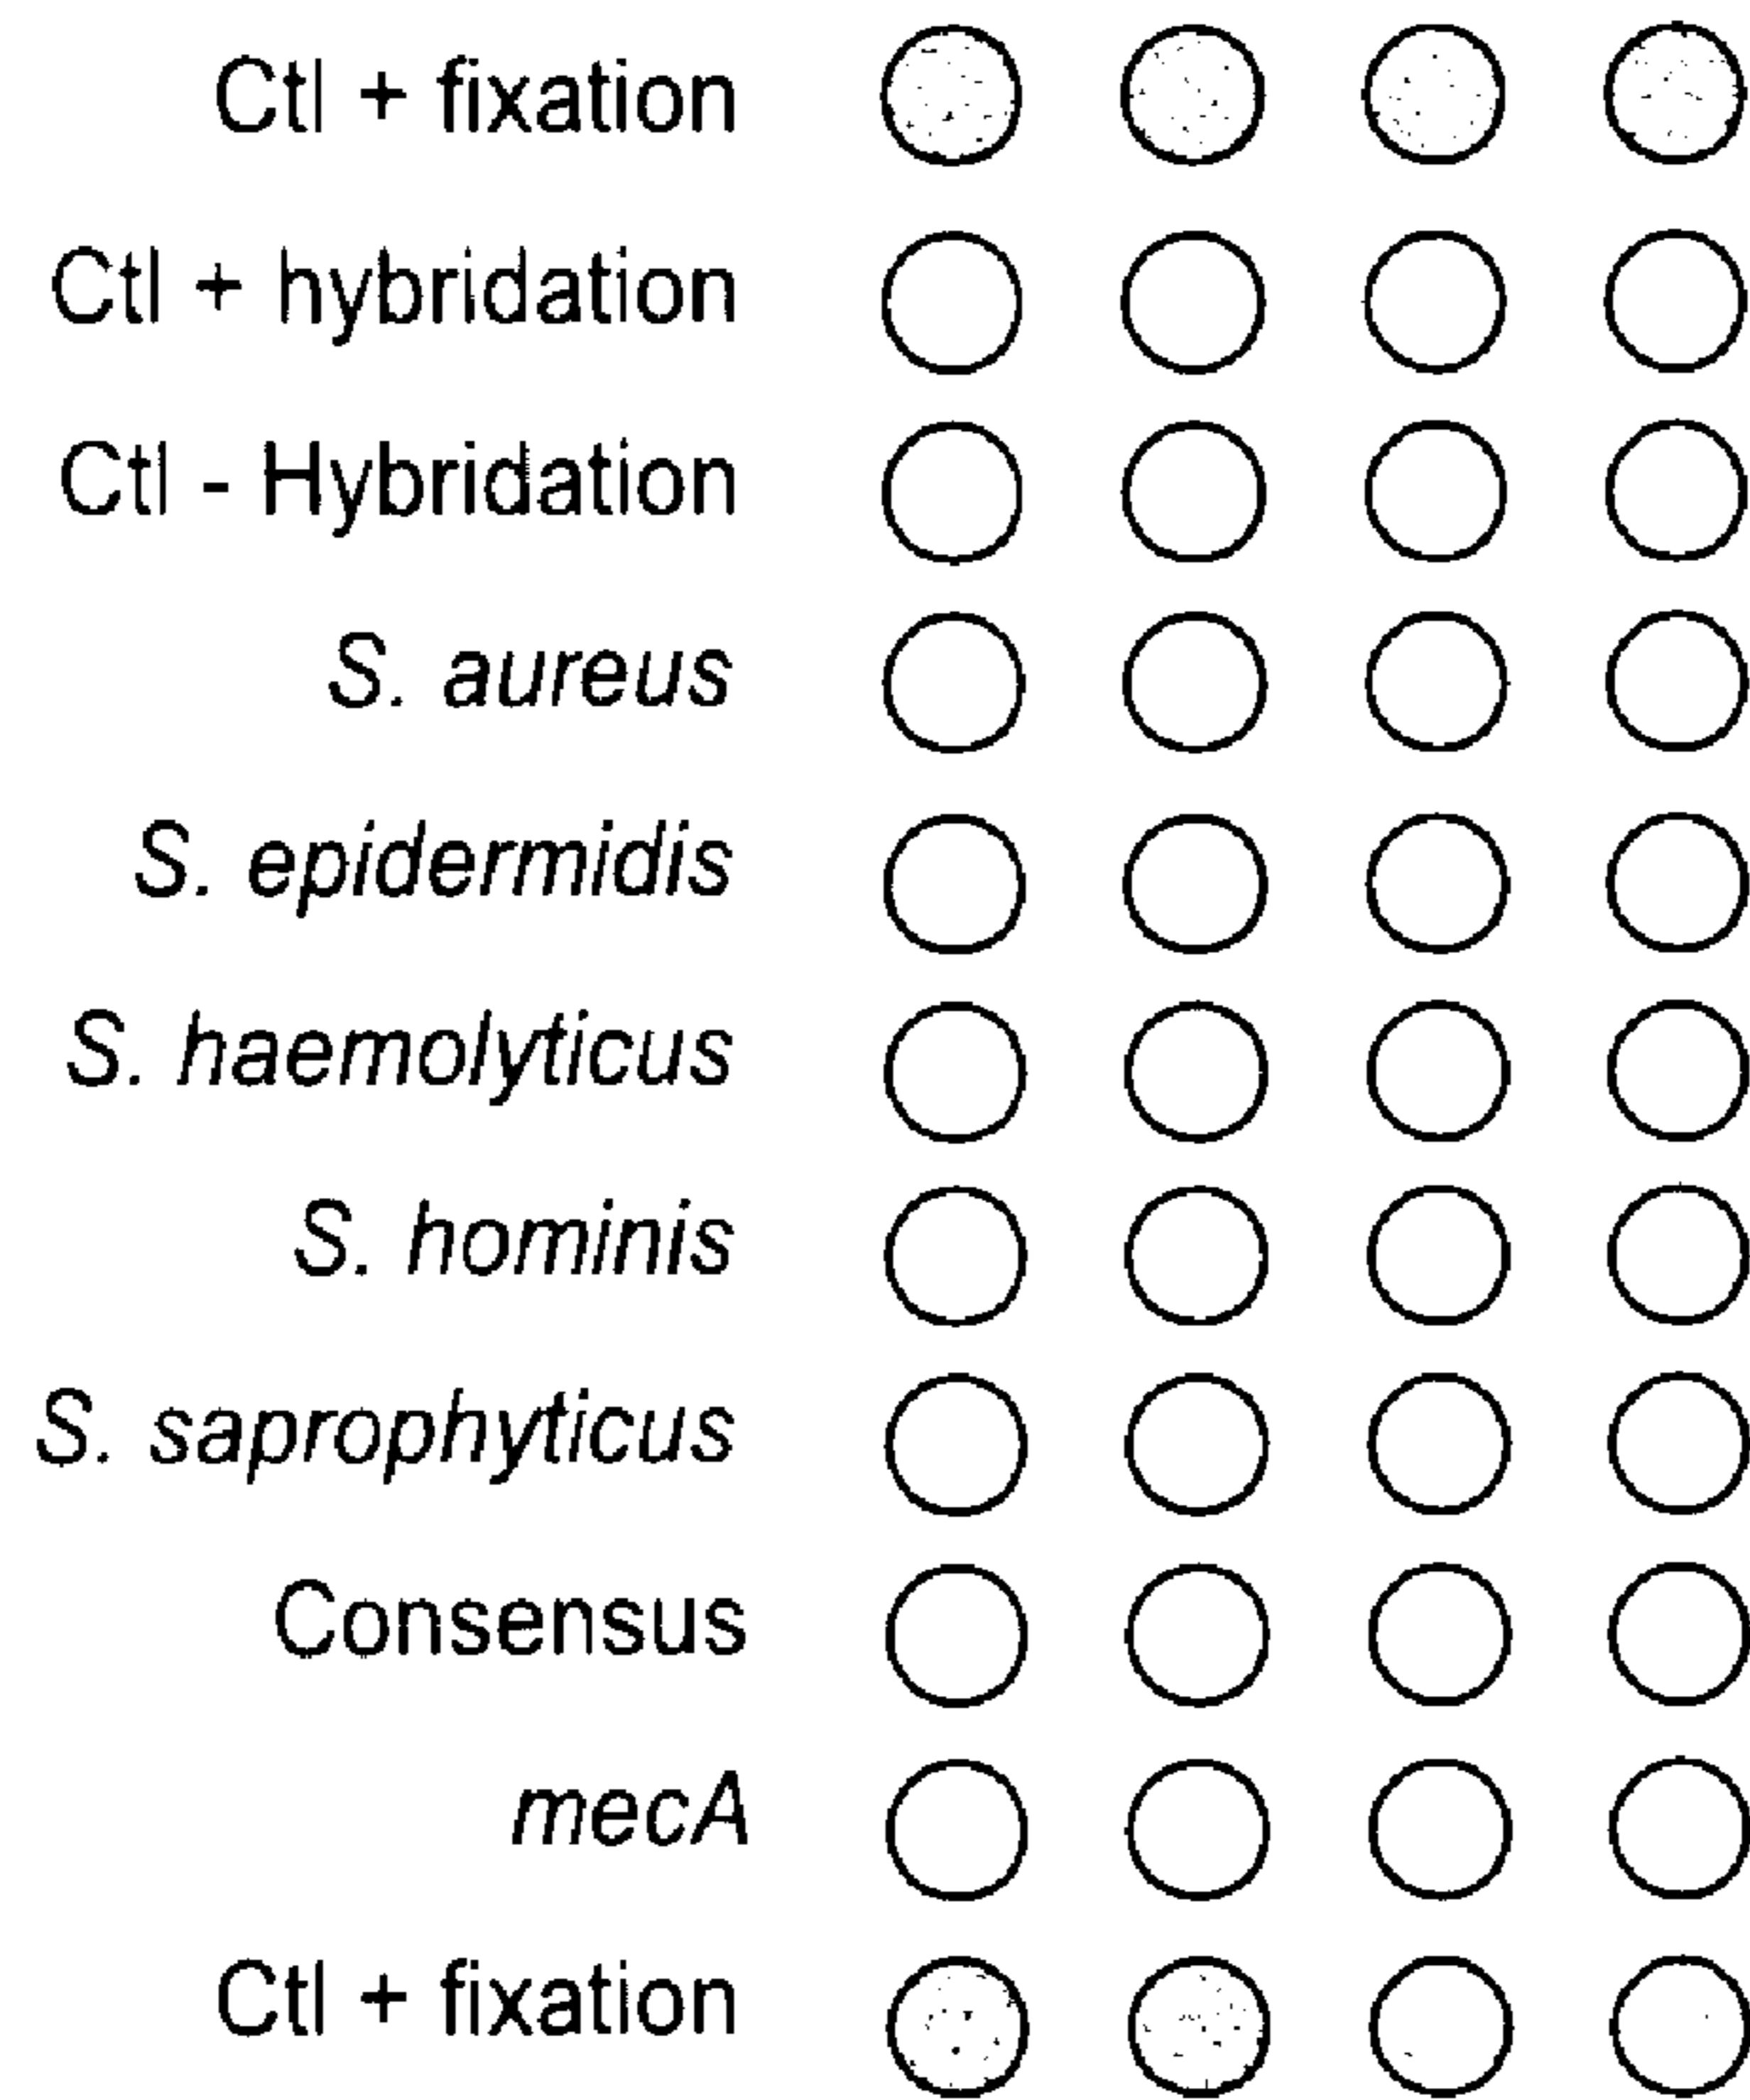 Ctl + fixation
Ctl + hybridation
Ctl - Hybridation
S. aureus
S. epidermidis
S. haemolyticus
S. hominis
S. saprophyticus
Consensus
mecA
Ctl + fixation